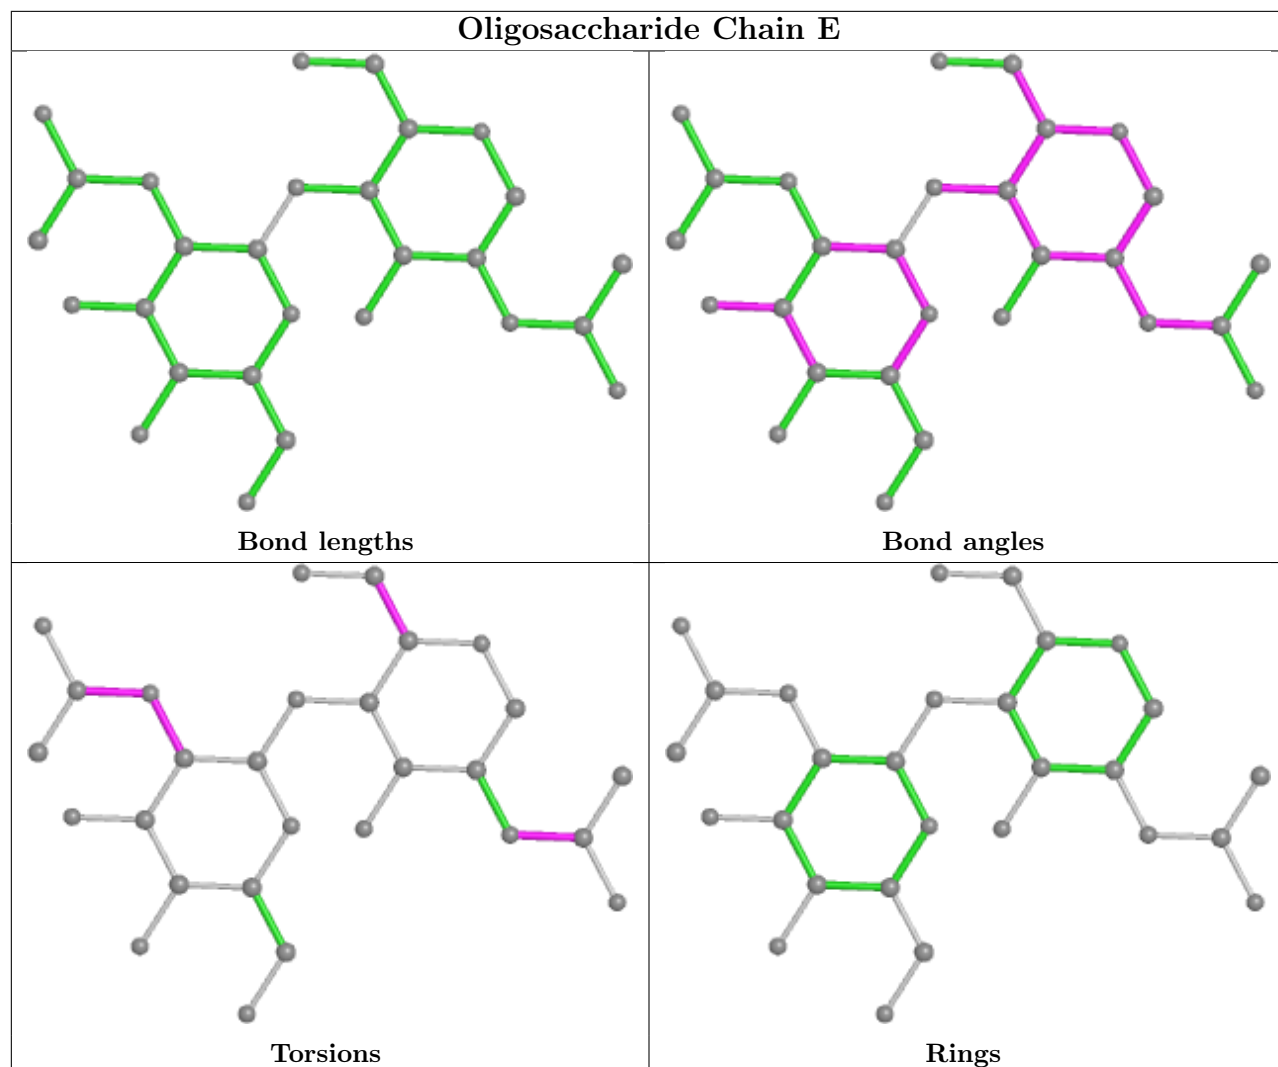 Oligosaccharide Chain E
Bond lengths
Bond angles
Torsions
Rings